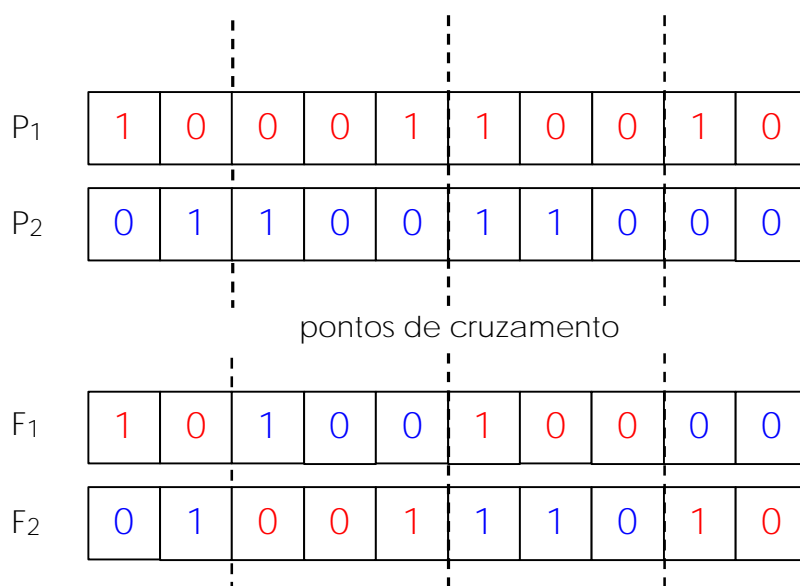 P1 1 0 0 0 1 1 0 0 1 0
P2 0 1 1 0 0 1 1 0 0 0
pontos de cruzamento
F1 1 0 1 0 0 1 0 0 0 0
F2 0 1 0 0 1 1 1 0 1 0